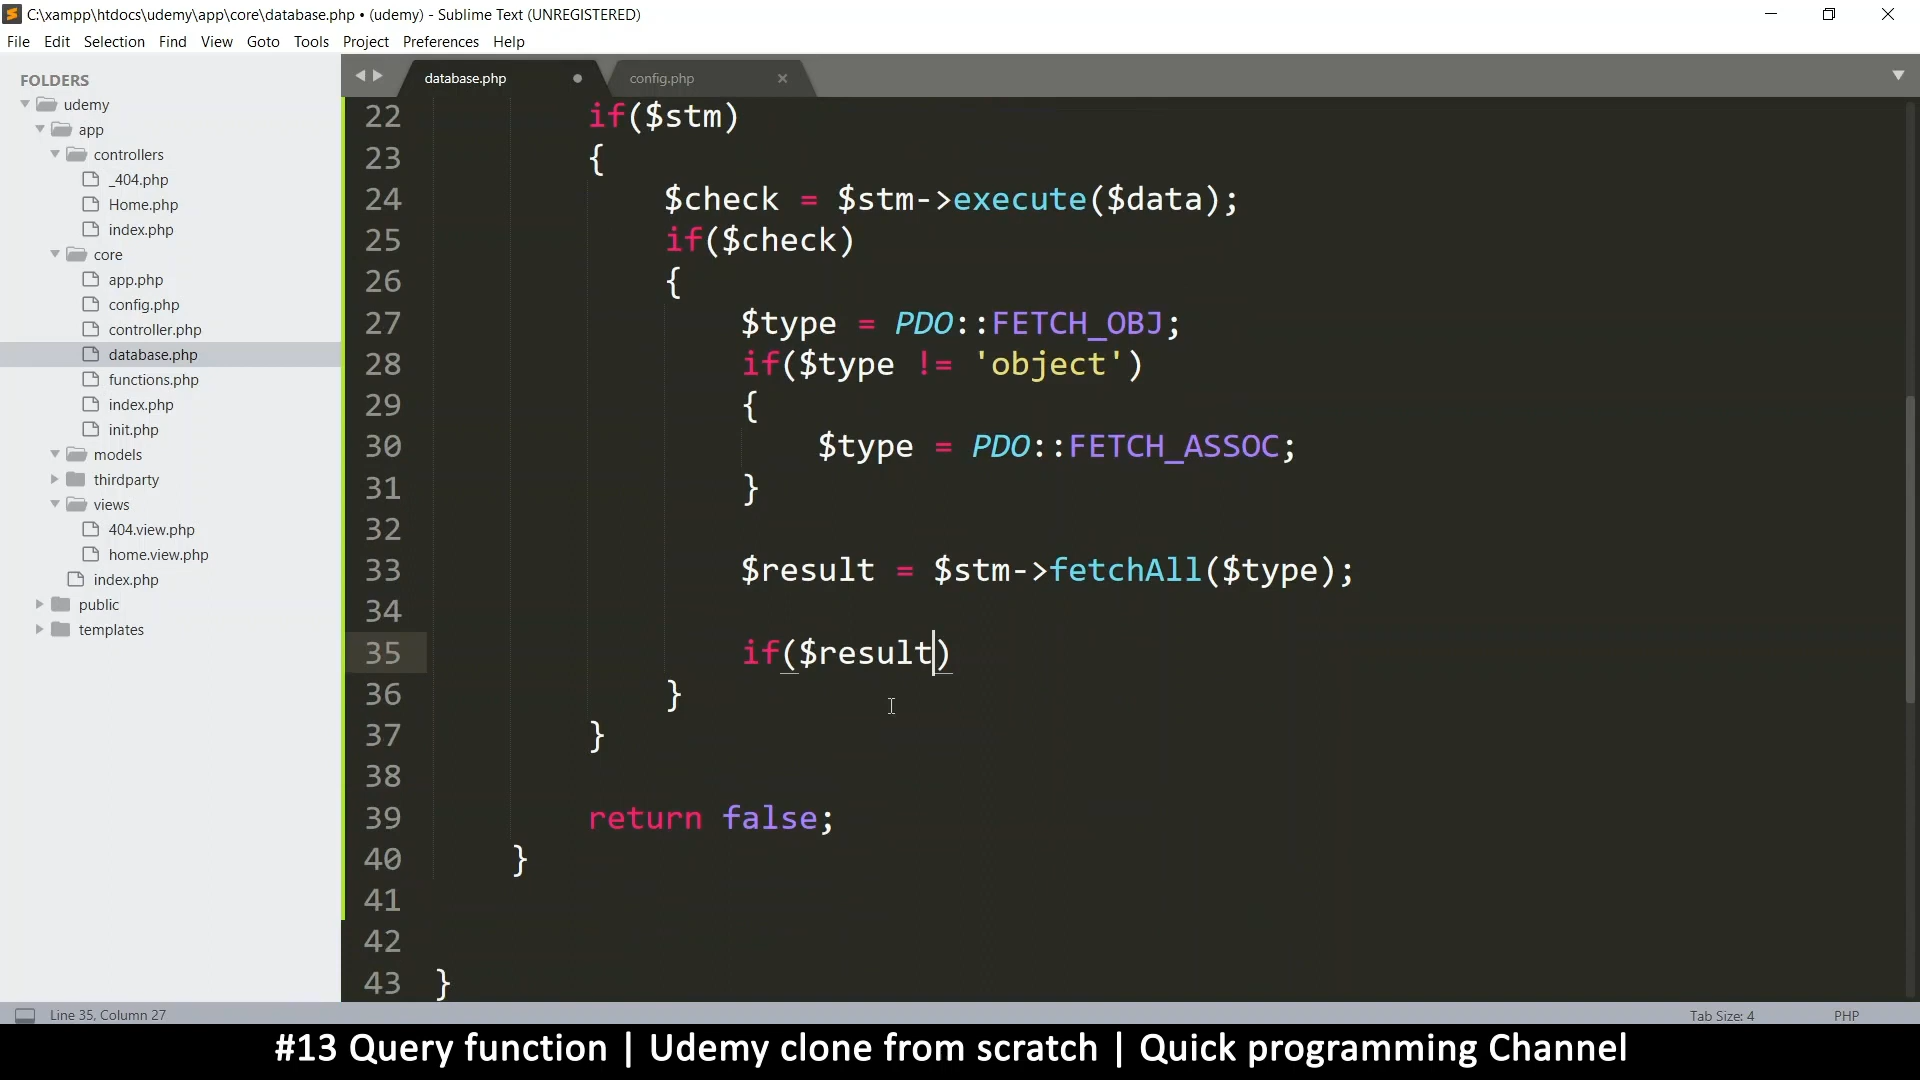 C:\xampp\htdocs\udemy\app\core\database.php • (udemy) - Sublime Text (UNREGISTERED)
File Edit Selection Find View Goto Tools Project Preferences Help
FOLDERS
udemy
app
controllers
_404.php
Home.php
index.php
core
app.php
config.php
controller.php
database.php
functions.php
index.php
init.php
models
thirdparty
views
404.view.php
home.view.php
index.php
public
templates
database.php config.php
22 if($stm)
23 {
24 $check = $stm->execute($data);
25 if($check)
26 {
27 $type = PDO::FETCH_OBJ;
28 if($type != 'object')
29 {
30 $type = PDO::FETCH_ASSOC;
31 }
32
33 $result = $stm->fetchAll($type);
34
35 if($result)
36 }
37 }
38
39 return false;
40 }
41
42
43 }
Line 35, Column 27 Tab Size: 4 PHP
#13 Query function | Udemy clone from scratch | Quick programming Channel